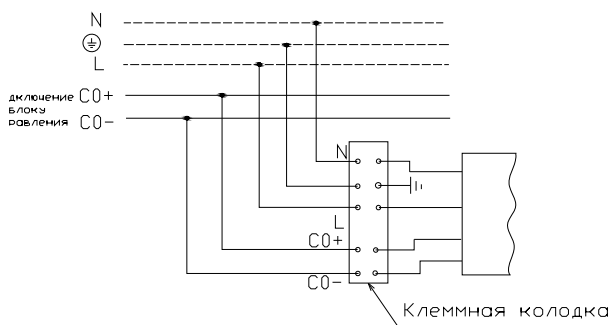 N
L
дключение
блоку
равления
CO+
CO-
N
L
CO+
CO-
Клеммная колодка